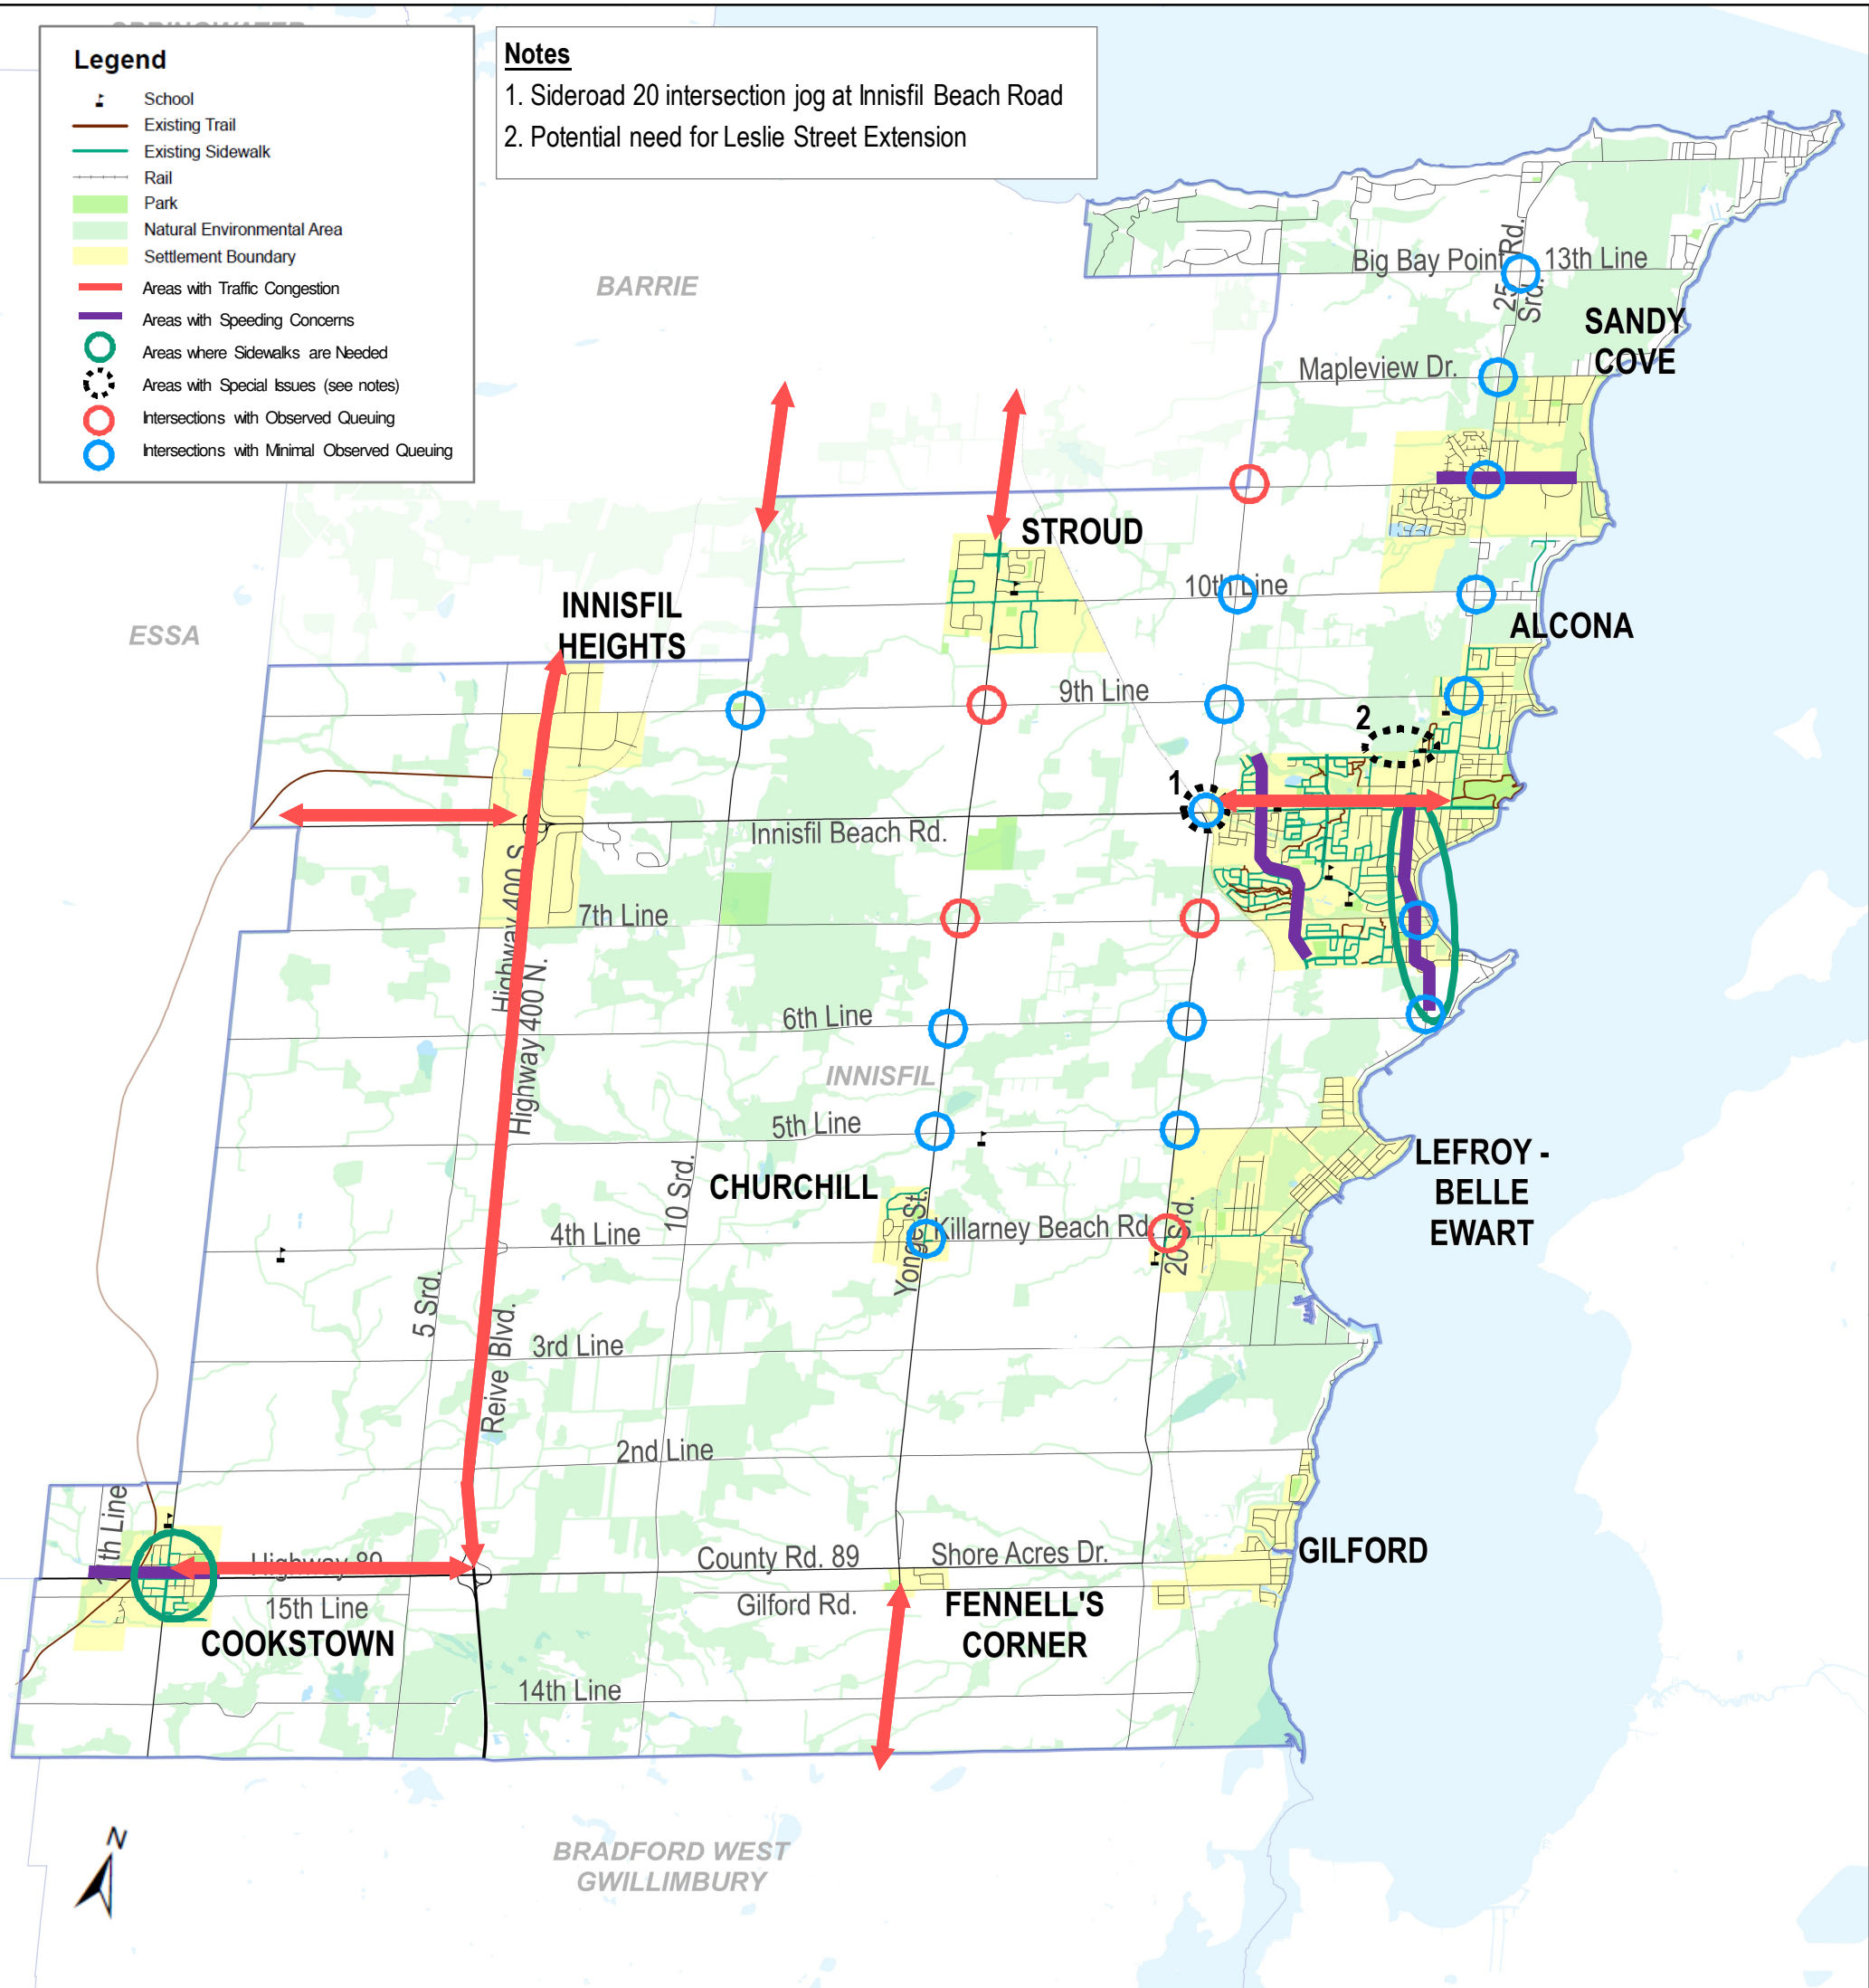 SPRINGWATER
Legend
School
Existing Trail
Existing Sidewalk
Rail
Park
Natural Environmental Area
Settlement Boundary
Areas with Traffic Congestion
Areas with Speeding Concerns
Areas where Sidewalks are Needed
Areas with Special Issues (see notes)
Intersections with Observed Queuing
Intersections with Minimal Observed Queuing
Notes
1. Sideroad 20 intersection jog at Innisfil Beach Road
2. Potential need for Leslie Street Extension
BARRIE
Big Bay Point Rd.
13th Line
25 Srd.
SANDY
COVE
Mapleview Dr.
STROUD
10th Line
INNISFIL
HEIGHTS
ESSA
ALCONA
9th Line
2
1
Innisfil Beach Rd.
Highway 400 S.
7th Line
Highway 400 N.
6th Line
INNISFIL
5th Line
LEFROY -
BELLE
EWART
CHURCHILL
10 Srd.
4th Line
Yonge St.
Killarney Beach Rd.
20 Srd.
5 Srd.
Reive Blvd.
3rd Line
2nd Line
th Line
Highway 89
County Rd. 89
Shore Acres Dr.
GILFORD
15th Line
Gilford Rd.
FENNELL'S
CORNER
COOKSTOWN
14th Line
N
BRADFORD WEST
GWILLIMBURY